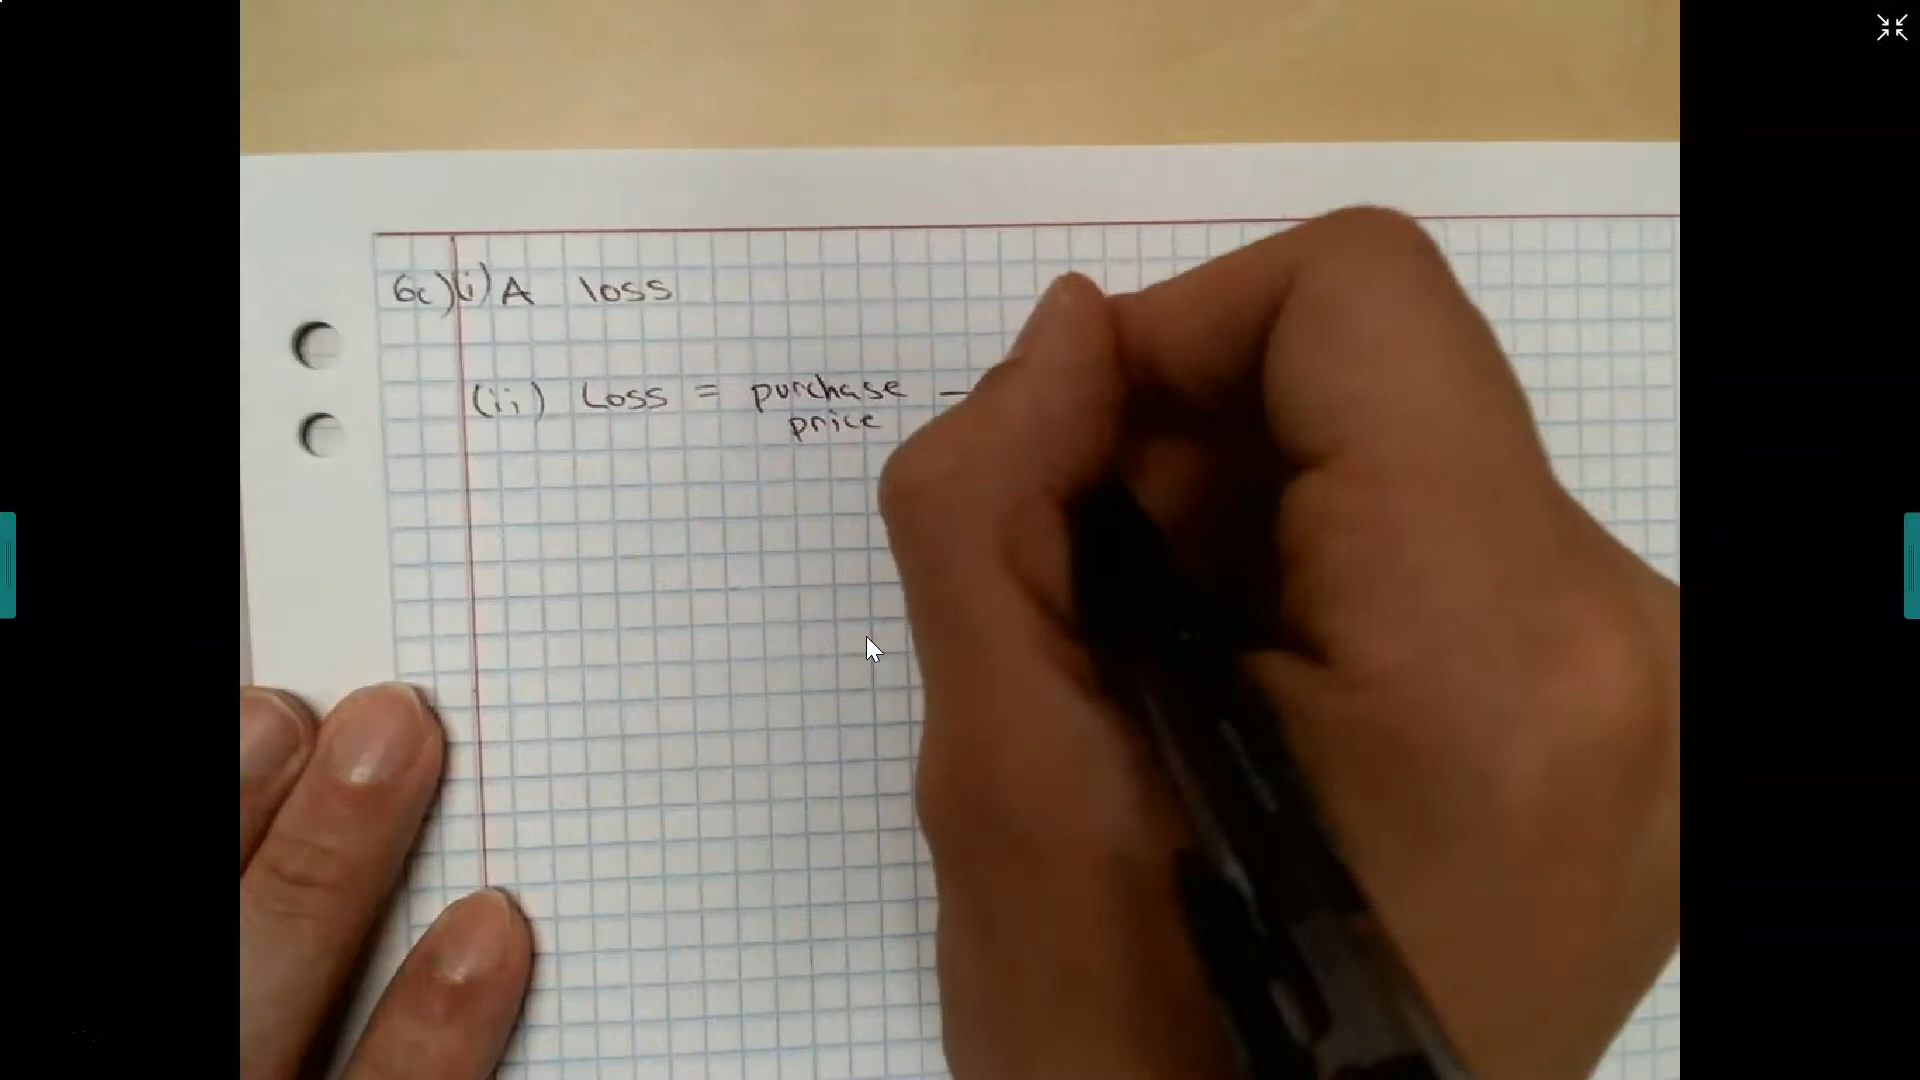 6c)(i) A loss
(ii) Loss = purchase −
price